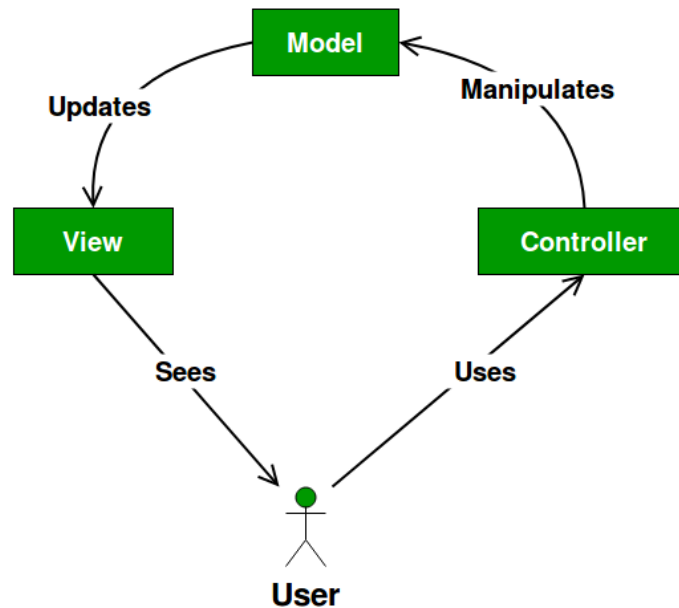 Model
Updates
Manipulates
View
Controller
Sees
Uses
User